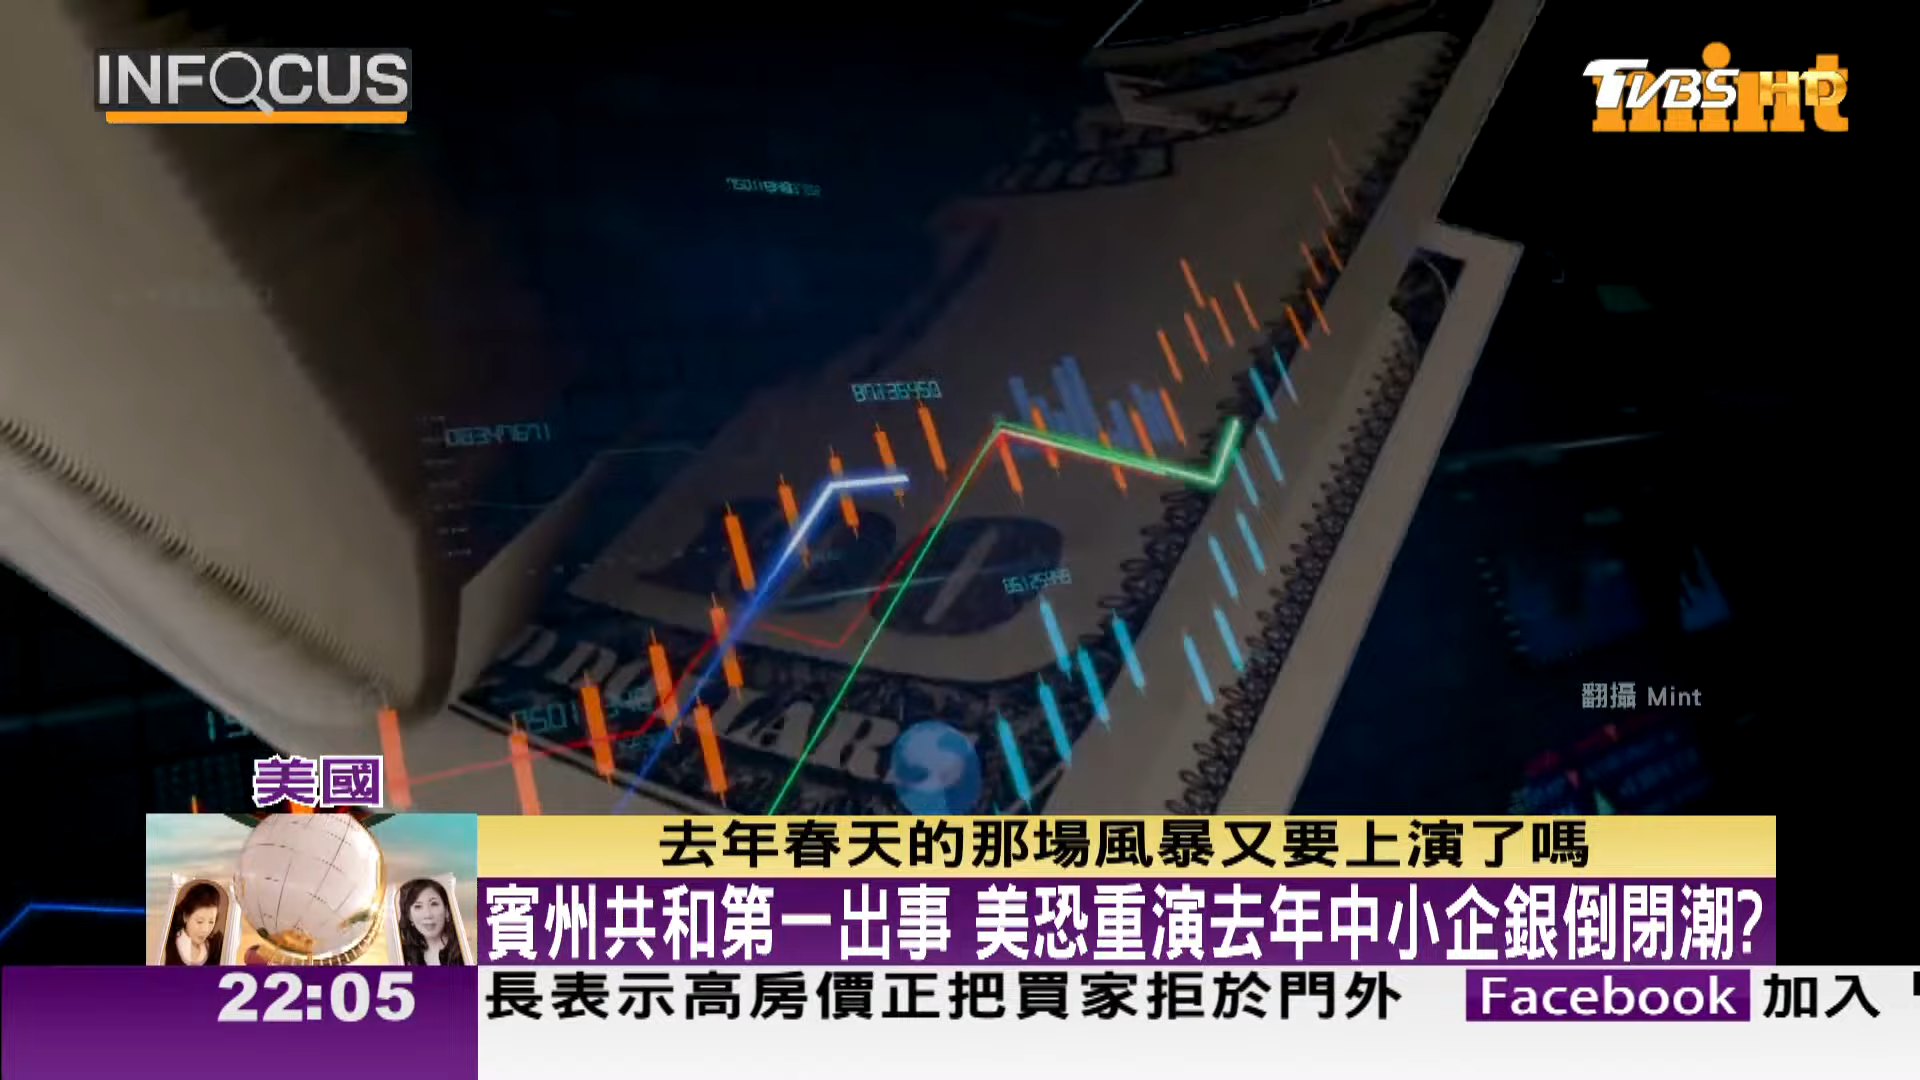 INFOCUS
TVBS HD
mint
80136450
翻攝 Mint
美國
去年春天的那場風暴又要上演了嗎
賓州共和第一出事 美恐重演去年中小企銀倒閉潮?
22:05
長表示高房價正把買家拒於門外 Facebook 加入